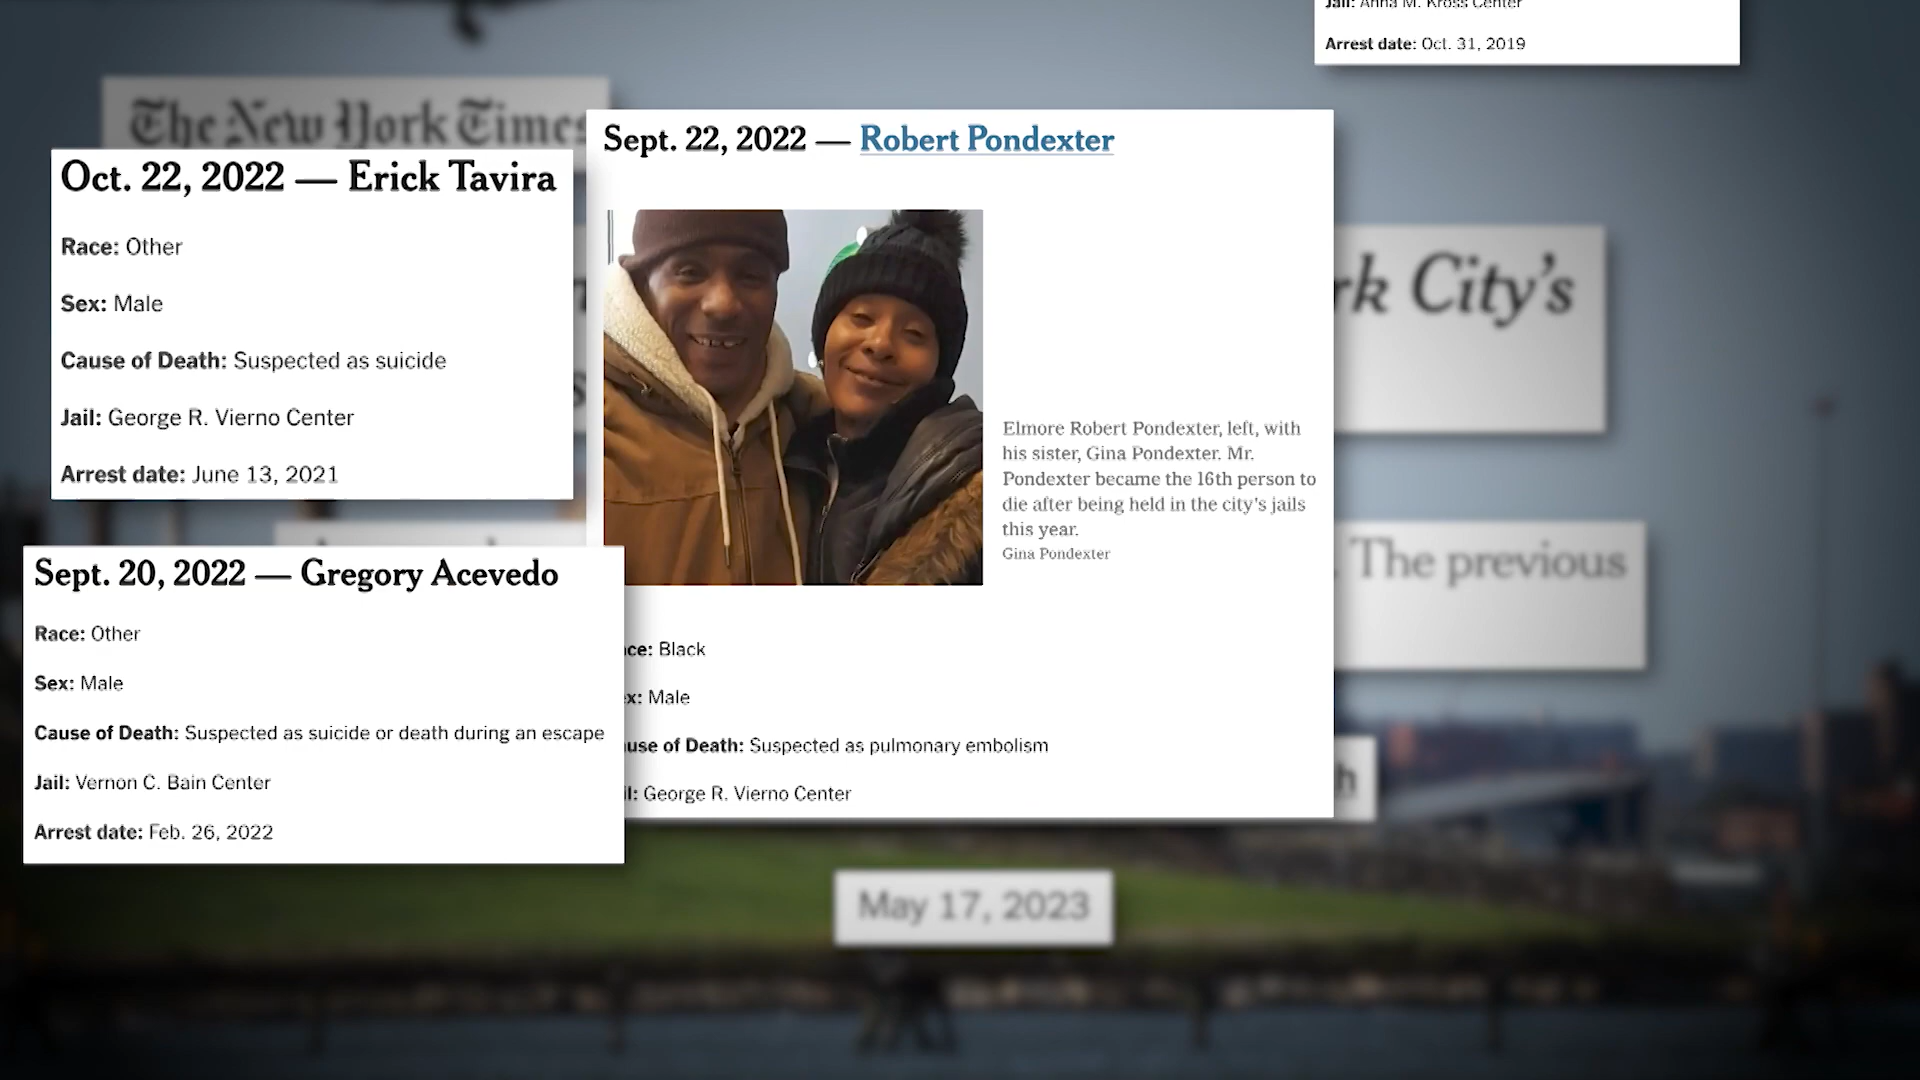 Jail: Anna M. Kross Center
Arrest date: Oct. 31, 2019
The New York Times
Oct. 22, 2022 — Erick Tavira
Race: Other
Sex: Male
Cause of Death: Suspected as suicide
Jail: George R. Vierno Center
Arrest date: June 13, 2021
Sept. 22, 2022 — Robert Pondexter
Elmore Robert Pondexter, left, with
his sister, Gina Pondexter. Mr.
Pondexter became the 16th person to
die after being held in the city's jails
this year.
Gina Pondexter
Black
Male
of Death: Suspected as pulmonary embolism
George R. Vierno Center
City's
The previous
Sept. 20, 2022 — Gregory Acevedo
Race: Other
Sex: Male
Cause of Death: Suspected as suicide or death during an escape
Jail: Vernon C. Bain Center
Arrest date: Feb. 26, 2022
May 17, 2023